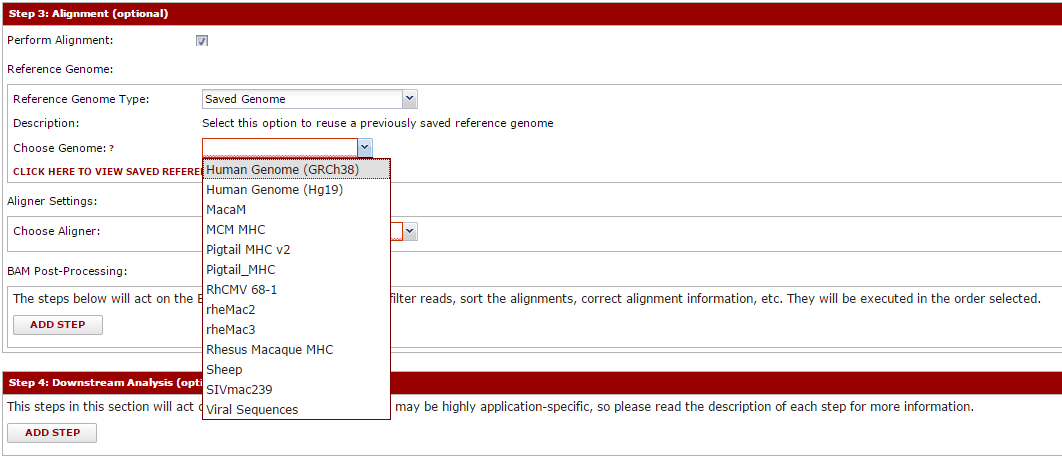 Step 3: Alignment (optional)
Perform Alignment:
Reference Genome:
Reference Genome Type: Saved Genome
Description: Select this option to reuse a previously saved reference genome
Choose Genome: ?
CLICK HERE TO VIEW SAVED
Human Genome (GRCh38)
Human Genome (Hg19)
MacaM
MCM MHC
Pigtail MHC v2
Pigtail_MHC
RhCMV 68-1
rheMac2
rheMac3
Rhesus Macaque MHC
Sheep
SIVmac239
Viral Sequences
Aligner Settings:
Choose Aligner:
BAM Post-Processing:
The steps below will act on the filter reads, sort the alignments, correct alignment information, etc. They will be executed in the order selected.
ADD STEP
Step 4: Downstream Analysis
This steps in this section will act may be highly application-specific, so please read the description of each step for more information.
ADD STEP